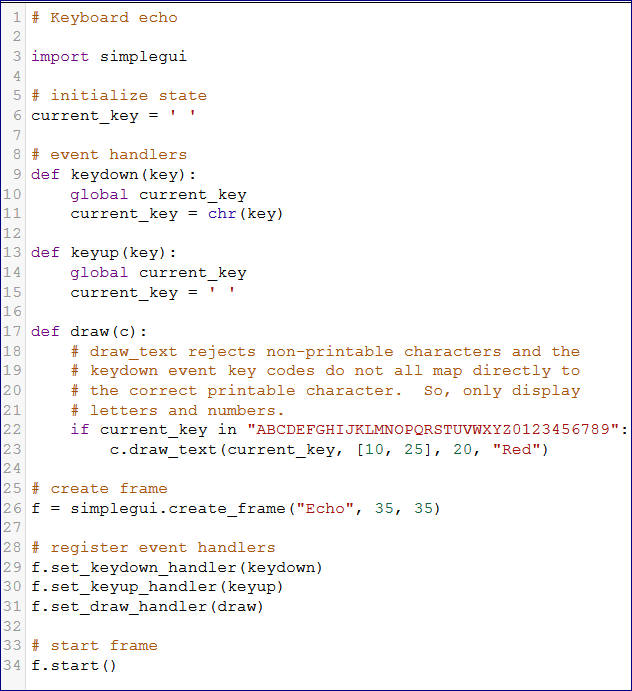 1 # Keyboard echo
2
3 import simplegui
4
5 # initialize state
6 current_key = ' '
7
8 # event handlers
9 def keydown(key):
10     global current_key
11     current_key = chr(key)
12
13 def keyup(key):
14     global current_key
15     current_key = ' '
16
17 def draw(c):
18     # draw_text rejects non-printable characters and the
19     # keydown event key codes do not all map directly to
20     # the correct printable character.  So, only display
21     # letters and numbers.
22     if current_key in "ABCDEFGHIJKLMNOPQRSTUVWXYZ0123456789":
23         c.draw_text(current_key, [10, 25], 20, "Red")
24
25 # create frame
26 f = simplegui.create_frame("Echo", 35, 35)
27
28 # register event handlers
29 f.set_keydown_handler(keydown)
30 f.set_keyup_handler(keyup)
31 f.set_draw_handler(draw)
32
33 # start frame
34 f.start()